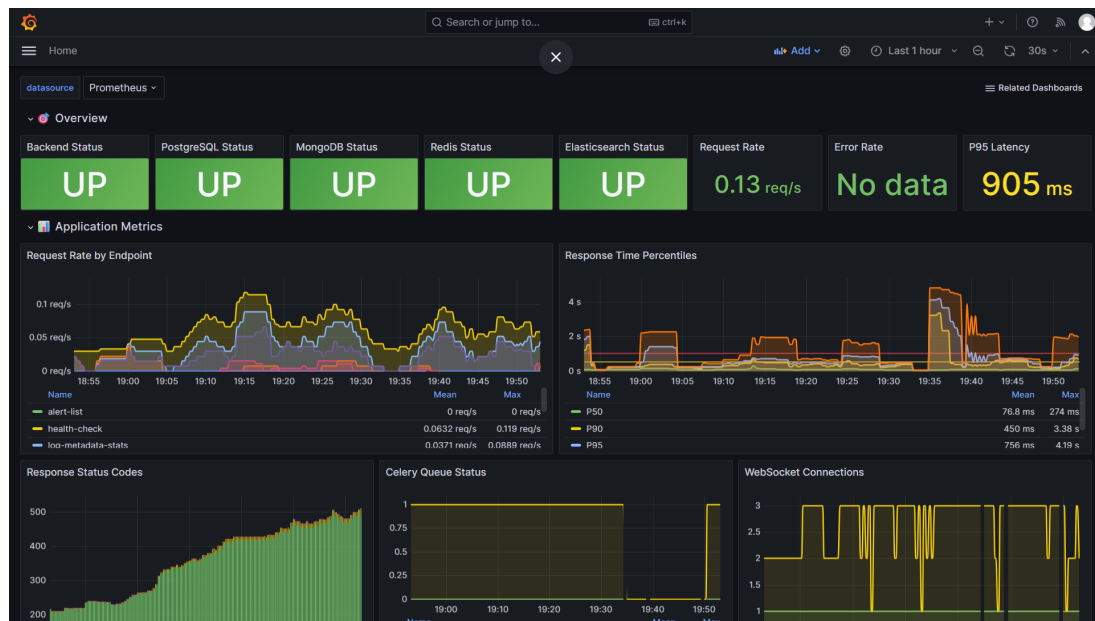 Search or jump to... ctrl+k
Home Add Last 1 hour 30s
datasource Prometheus Related Dashboards
Overview
Backend Status PostgreSQL Status MongoDB Status Redis Status Elasticsearch Status Request Rate Error Rate P95 Latency
UP UP UP UP UP 0.13 req/s No data 905 ms
Application Metrics
Request Rate by Endpoint
0.1 req/s
0.05 req/s
0 req/s
18:55 19:00 19:05 19:10 19:15 19:20 19:25 19:30 19:35 19:40 19:45 19:50
Name Mean Max
alert-list 0 req/s 0 req/s
health-check 0.0632 req/s 0.119 req/s
log-metadata-stats 0.0371 req/s 0.0889 req/s
Response Time Percentiles
4 s
2 s
0 s
18:55 19:00 19:05 19:10 19:15 19:20 19:25 19:30 19:35 19:40 19:45 19:50
Name Mean Max
P50 76.8 ms 274 ms
P90 450 ms 3.38 s
P95 756 ms 4.19 s
Response Status Codes
500
400
300
200
Celery Queue Status
1
0.75
0.5
0.25
0
19:00 19:10 19:20 19:30 19:40 19:50
Name Mean Max
WebSocket Connections
3
2.5
2
1.5
1